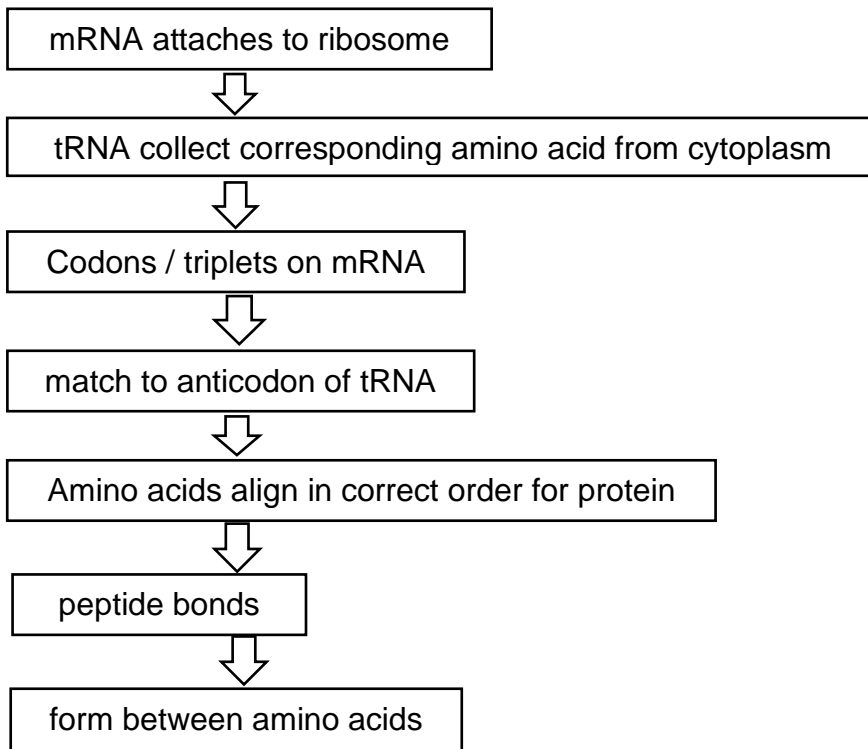 mRNA attaches to ribosome
tRNA collect corresponding amino acid from cytoplasm
Codons / triplets on mRNA
match to anticodon of tRNA
Amino acids align in correct order for protein
peptide bonds
form between amino acids